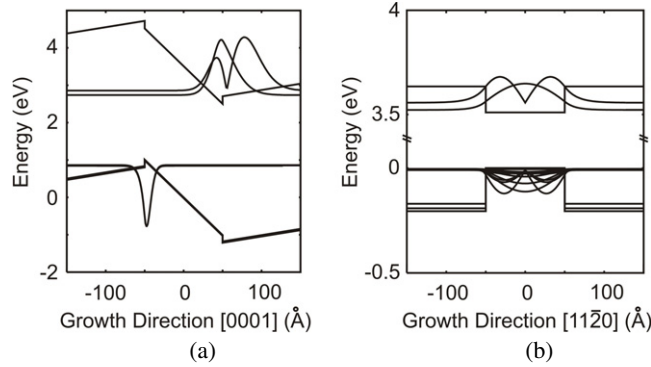 4
2
0
-2
Energy (eV)
-100 0 100
Growth Direction [0001] (Å)
(a)
4
3.5
0
-0.5
Energy (eV)
-100 0 100
Growth Direction [112̄0] (Å)
(b)